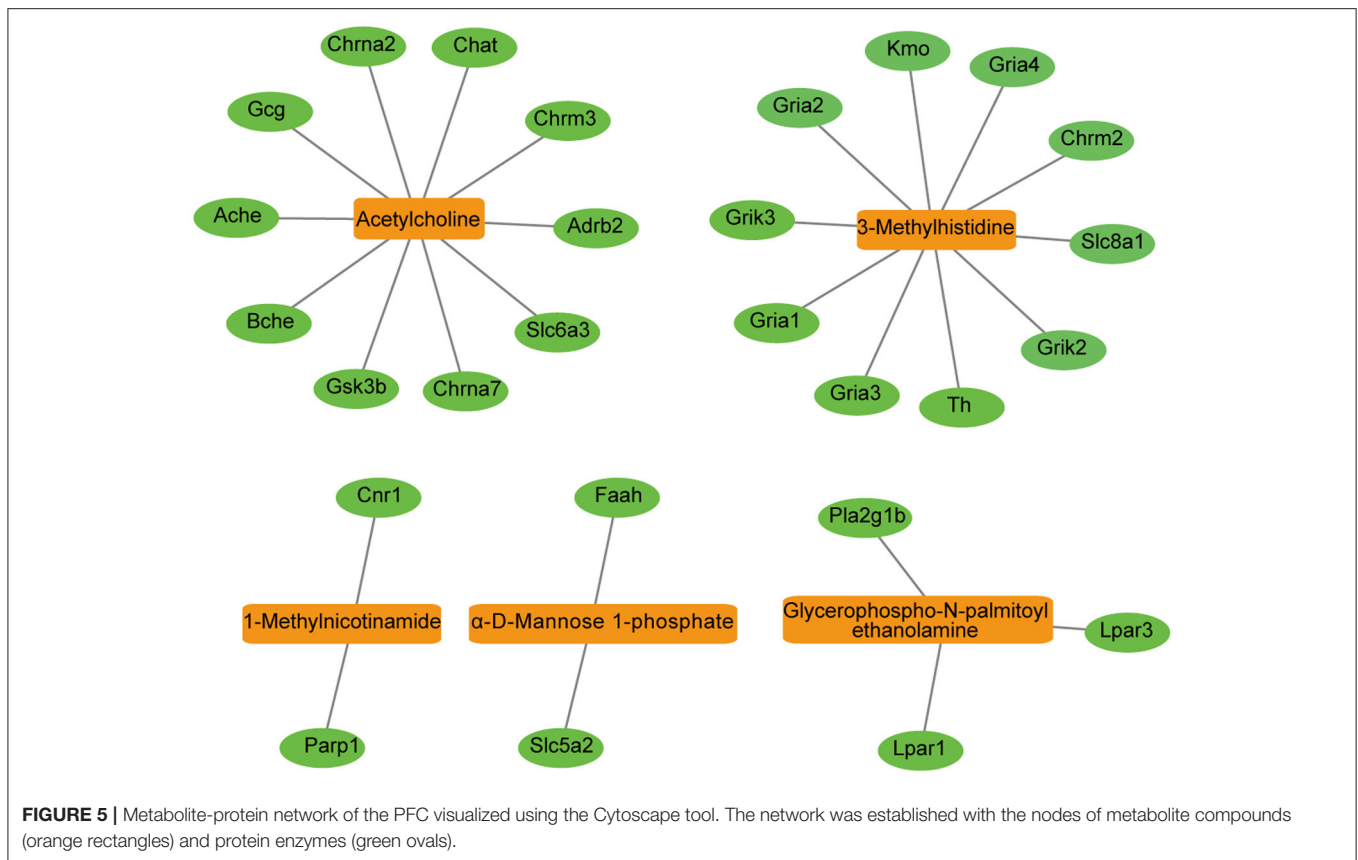 Chrna2
Chat
Kmo
Gria4
Gcg
Chrm3
Gria2
Chrm2
Ache
Acetylcholine
Adrb2
Grik3
3-Methylhistidine
Slc8a1
Bche
Slc6a3
Gria1
Grik2
Gsk3b
Chrna7
Gria3
Th
Cnr1
Faah
Pla2g1b
1-Methylnicotinamide
α-D-Mannose 1-phosphate
Glycerophospho-N-palmitoyl
ethanolamine
Lpar3
Parp1
Slc5a2
Lpar1
FIGURE 5 | Metabolite-protein network of the PFC visualized using the Cytoscape tool. The network was established with the nodes of metabolite compounds
(orange rectangles) and protein enzymes (green ovals).